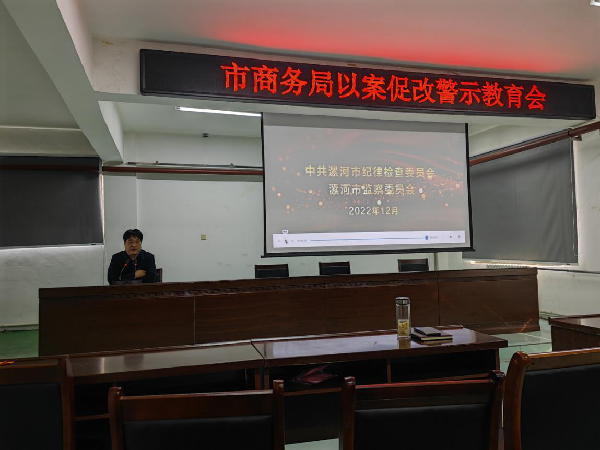 市商务局以案促改警示教育会
中共漯河市纪律检查委员会
漯河市监察委员会
2022年12月